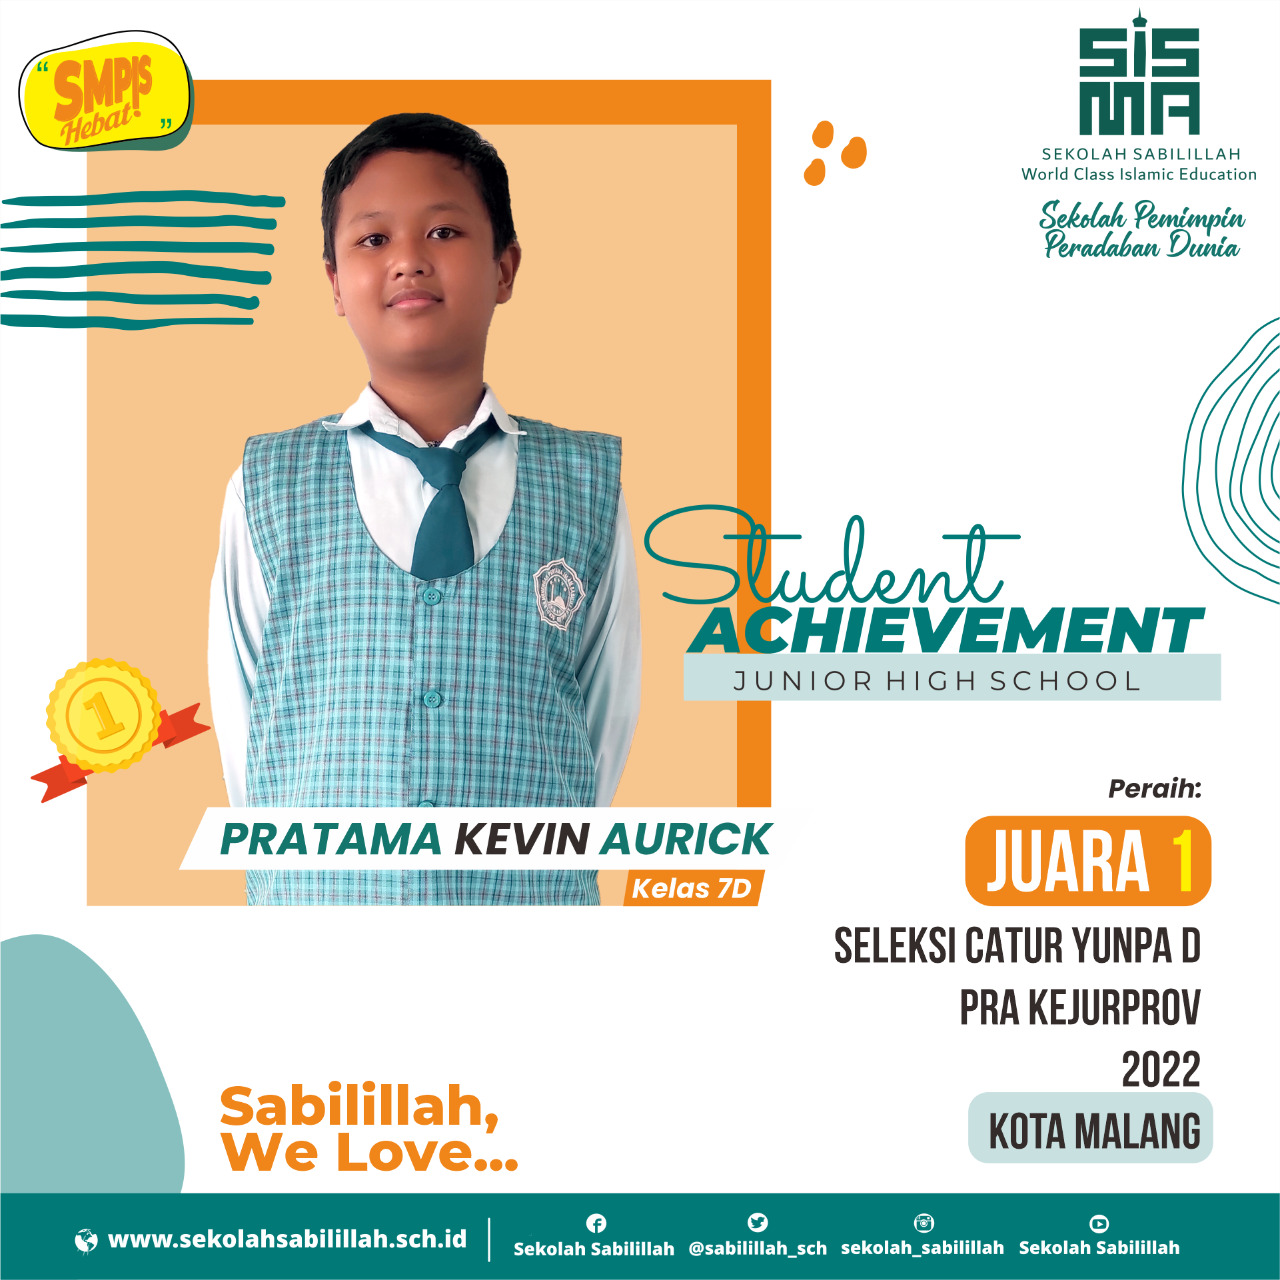 “ SMPIS
Hebat! ”
SISMA
SEKOLAH SABILILLAH
World Class Islamic Education
Sekolah Pemimpin
Peradaban Dunia
Student
ACHIEVEMENT
JUNIOR HIGH SCHOOL
1
PRATAMA KEVIN AURICK
Kelas 7D
Peraih:
JUARA 1
SELEKSI CATUR YUNPA D
PRA KEJURPROV
2022
KOTA MALANG
Sabilillah,
We Love...
www.sekolahsabilillah.sch.id
Sekolah Sabilillah
@sabilillah_sch
sekolah_sabilillah
Sekolah Sabilillah